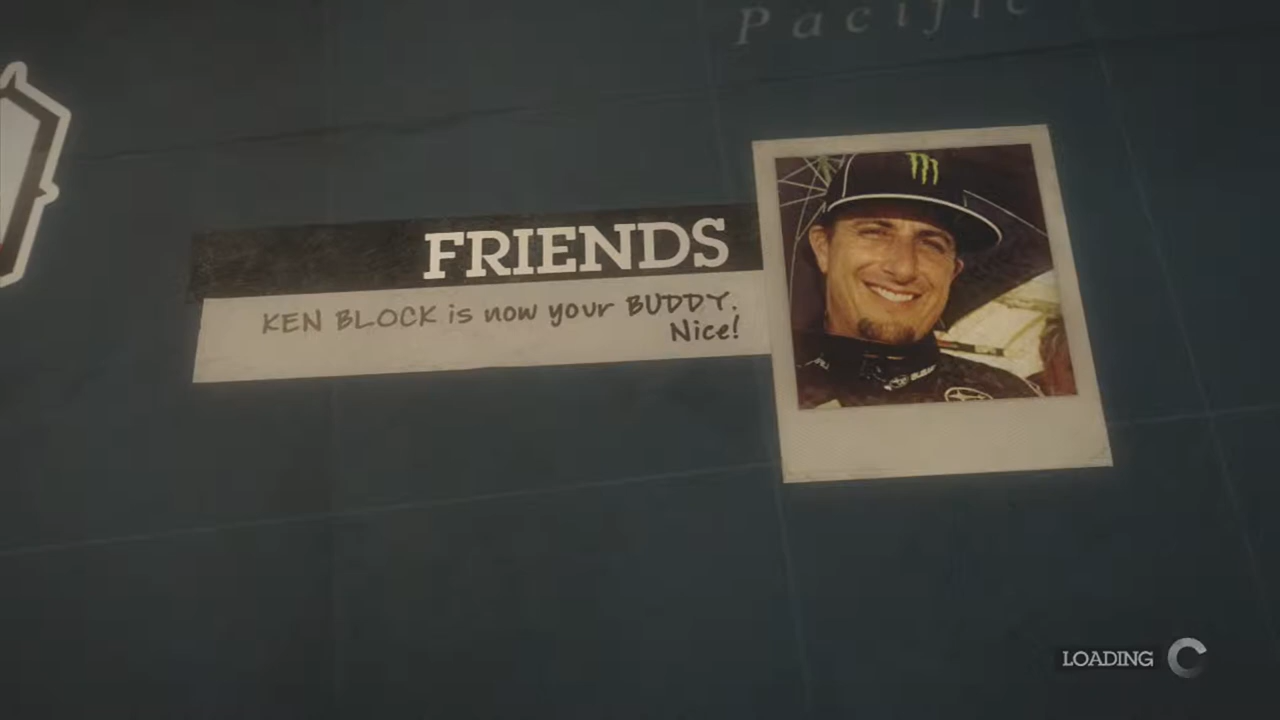 Pacific
FRIENDS
KEN BLOCK is now your BUDDY.
Nice!
LOADING